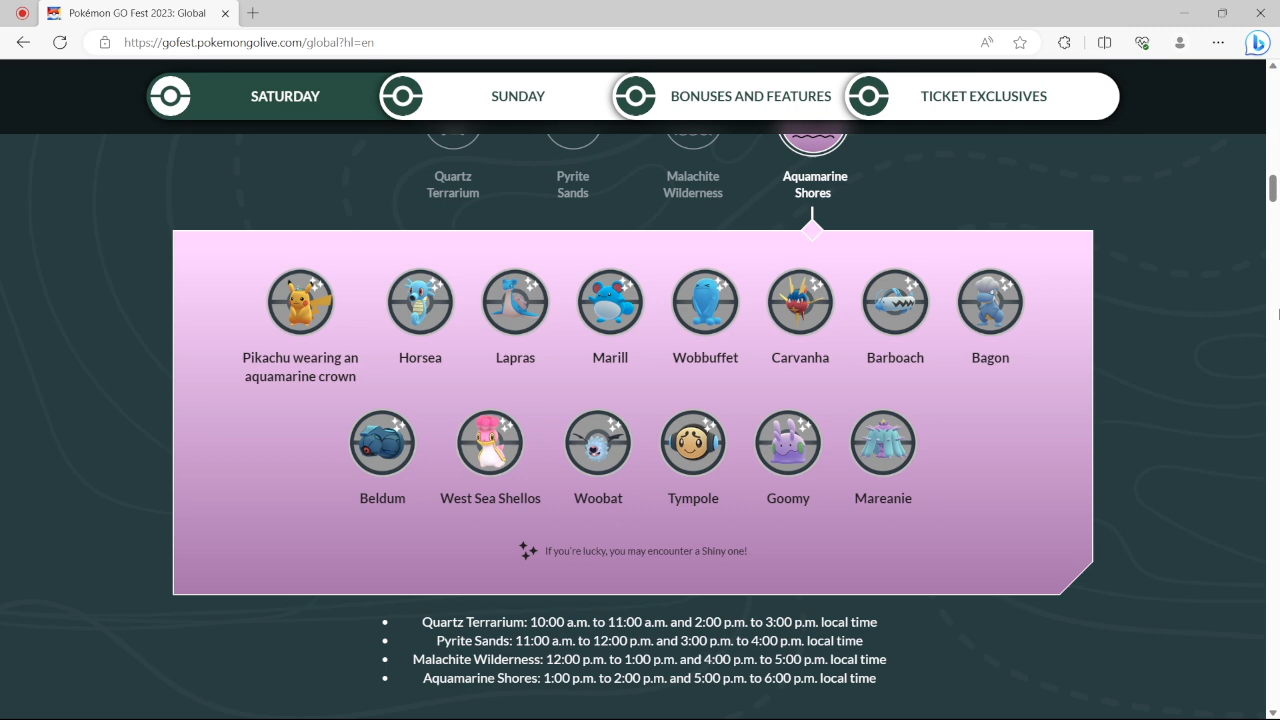 Pokémon GO Fest 2023: Global
https://gofest.pokemongolive.com/global?hl=en
SATURDAY
SUNDAY
BONUSES AND FEATURES
TICKET EXCLUSIVES
Quartz
Terrarium
Pyrite
Sands
Malachite
Wilderness
Aquamarine
Shores
Pikachu wearing an
aquamarine crown
Horsea
Lapras
Marill
Wobbuffet
Carvanha
Barboach
Bagon
Beldum
West Sea Shellos
Woobat
Tympole
Goomy
Mareanie
If you're lucky, you may encounter a Shiny one!
• Quartz Terrarium: 10:00 a.m. to 11:00 a.m. and 2:00 p.m. to 3:00 p.m. local time
• Pyrite Sands: 11:00 a.m. to 12:00 p.m. and 3:00 p.m. to 4:00 p.m. local time
• Malachite Wilderness: 12:00 p.m. to 1:00 p.m. and 4:00 p.m. to 5:00 p.m. local time
• Aquamarine Shores: 1:00 p.m. to 2:00 p.m. and 5:00 p.m. to 6:00 p.m. local time